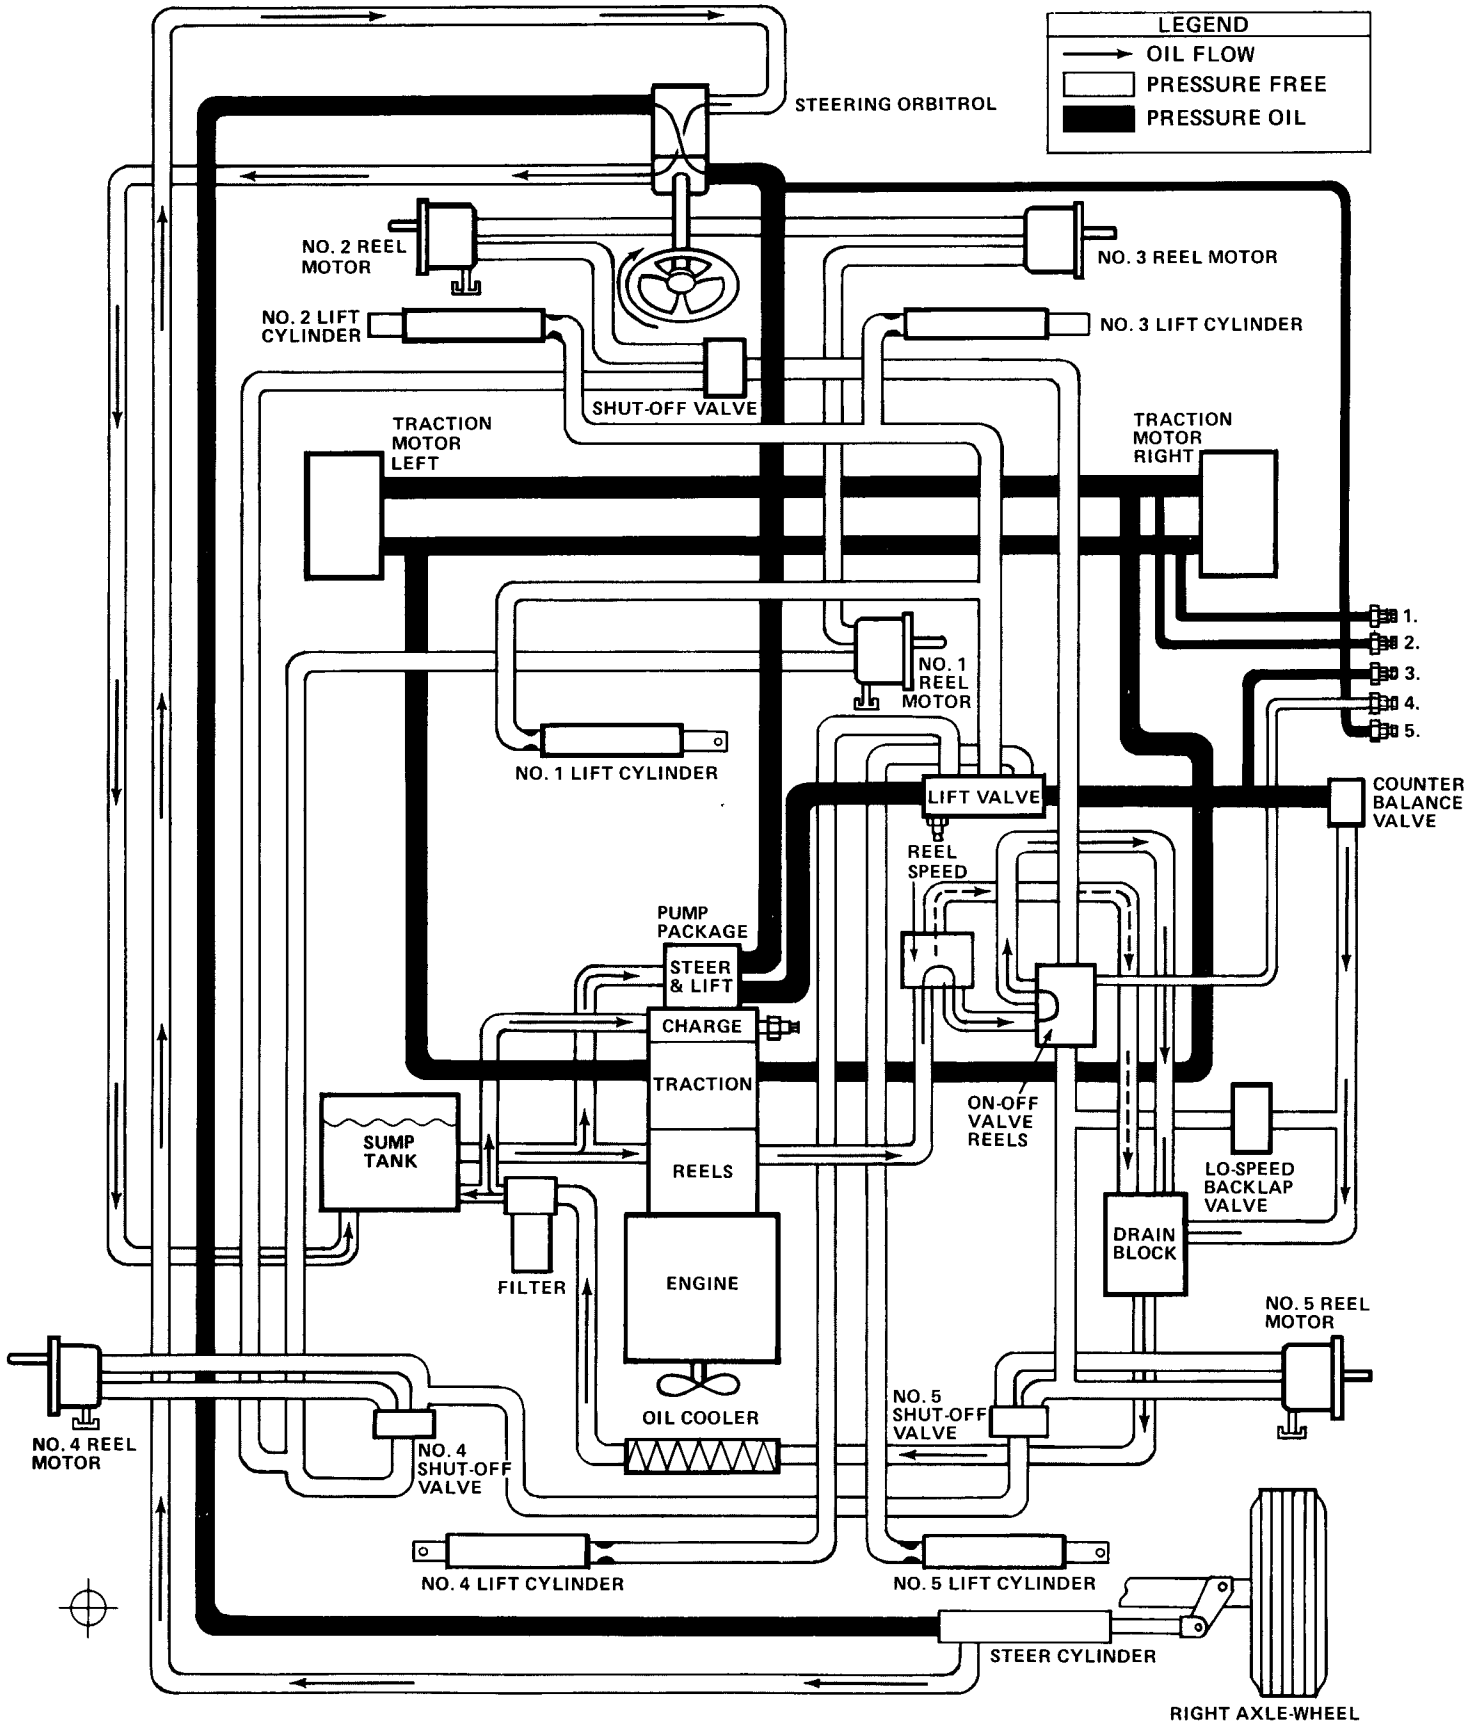 LEGEND
OIL FLOW
PRESSURE FREE
PRESSURE OIL
STEERING ORBITROL
NO. 2 REEL
MOTOR
NO. 3 REEL MOTOR
NO. 2 LIFT
CYLINDER
NO. 3 LIFT CYLINDER
SHUT-OFF VALVE
TRACTION
MOTOR
LEFT
TRACTION
MOTOR
RIGHT
1.
2.
3.
4.
5.
NO. 1
REEL
MOTOR
NO. 1 LIFT CYLINDER
LIFT VALVE
COUNTER
BALANCE
VALVE
REEL
SPEED
PUMP
PACKAGE
STEER
& LIFT
CHARGE
TRACTION
REELS
ON-OFF
VALVE
REELS
SUMP
TANK
LO-SPEED
BACKLAP
VALVE
DRAIN
BLOCK
FILTER
ENGINE
NO. 5 REEL
MOTOR
OIL COOLER
NO. 5
SHUT-OFF
VALVE
NO. 4 REEL
MOTOR
NO. 4
SHUT-OFF
VALVE
NO. 4 LIFT CYLINDER
NO. 5 LIFT CYLINDER
STEER CYLINDER
RIGHT AXLE-WHEEL